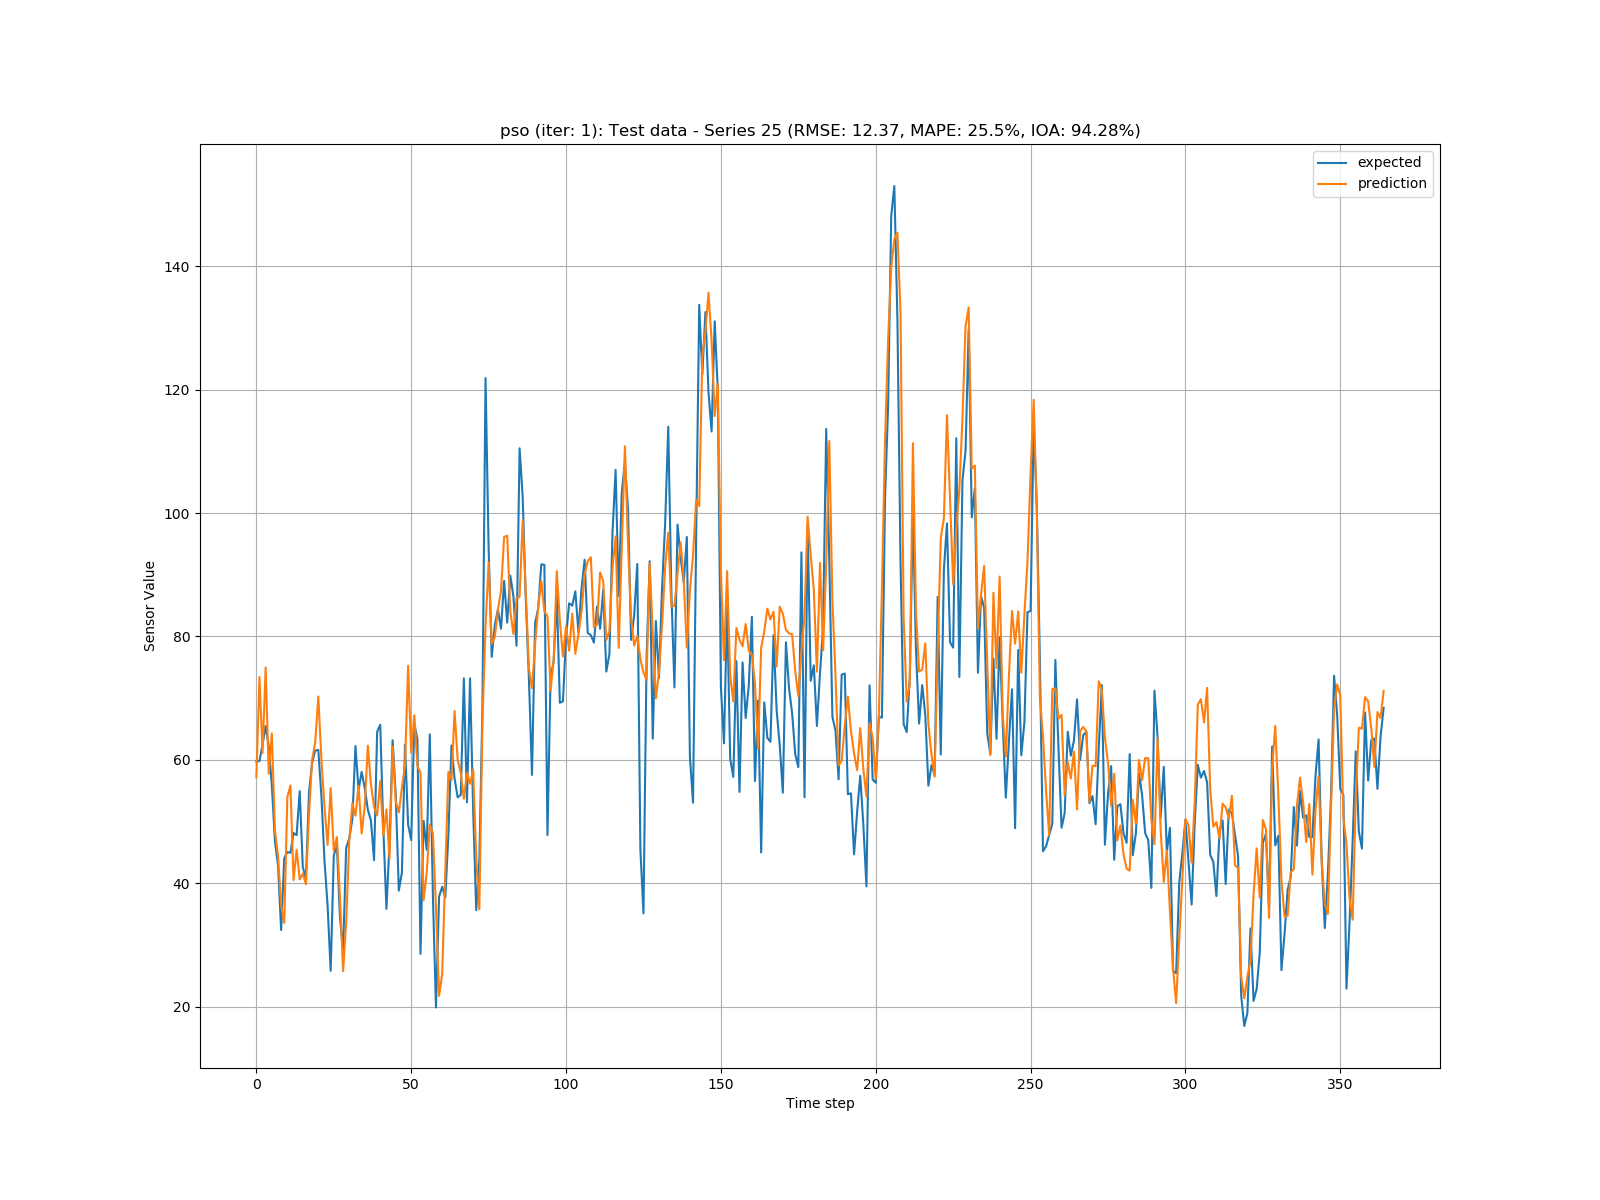 pso (iter: 1): Test data - Series 25 (RMSE: 12.37, MAPE: 25.5%, IOA: 94.28%)
expected
prediction
Sensor Value
140
120
100
80
60
40
20
0 50 100 150 200 250 300 350
Time step